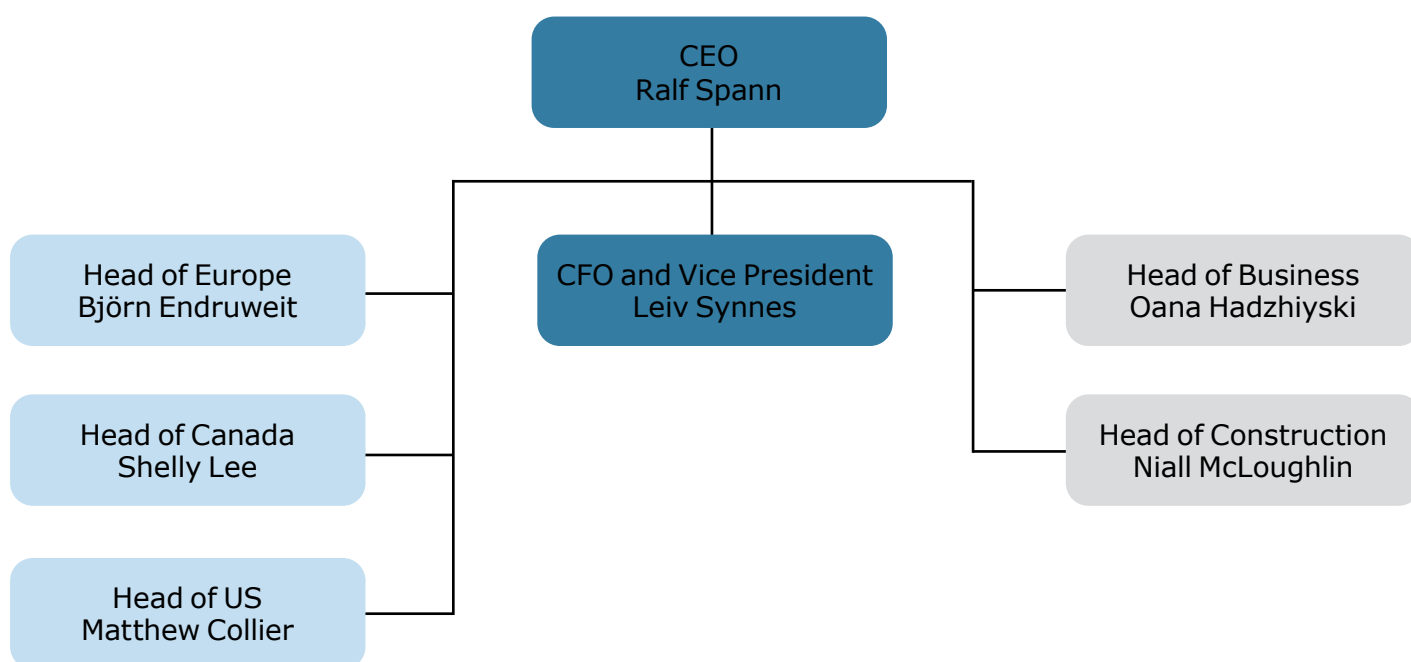 CEO
Ralf Spann
Head of Europe
Björn Endruweit
CFO and Vice President
Leiv Synnes
Head of Business
Oana Hadzhiyski
Head of Canada
Shelly Lee
Head of Construction
Niall McLoughlin
Head of US
Matthew Collier